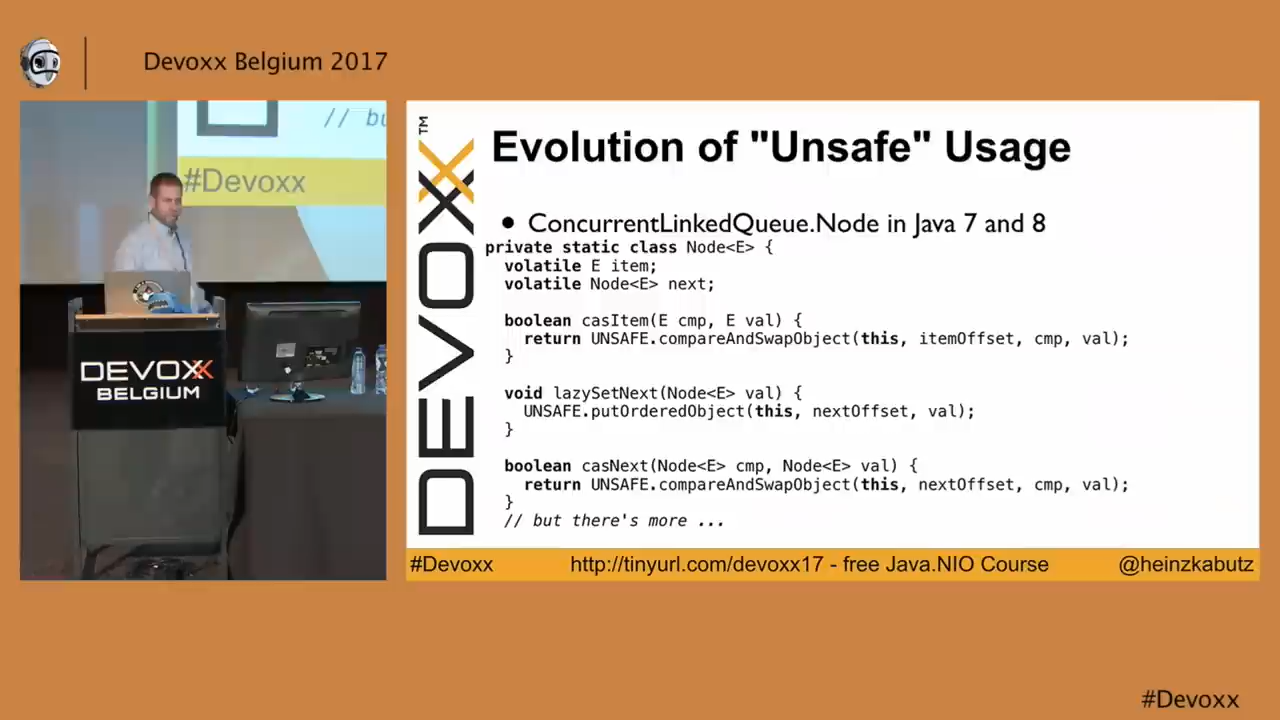 Devoxx Belgium 2017
// bu
#Devoxx
DEVOXX
BELGIUM
DEVOXX™
Evolution of "Unsafe" Usage
• ConcurrentLinkedQueue.Node in Java 7 and 8
private static class Node<E> {
volatile E item;
volatile Node<E> next;
boolean casItem(E cmp, E val) {
return UNSAFE.compareAndSwapObject(this, itemOffset, cmp, val);
}
void lazySetNext(Node<E> val) {
UNSAFE.putOrderedObject(this, nextOffset, val);
}
boolean casNext(Node<E> cmp, Node<E> val) {
return UNSAFE.compareAndSwapObject(this, nextOffset, cmp, val);
}
// but there's more ...
#Devoxx http://tinyurl.com/devoxx17 - free Java.NIO Course @heinzkabutz
#Devoxx